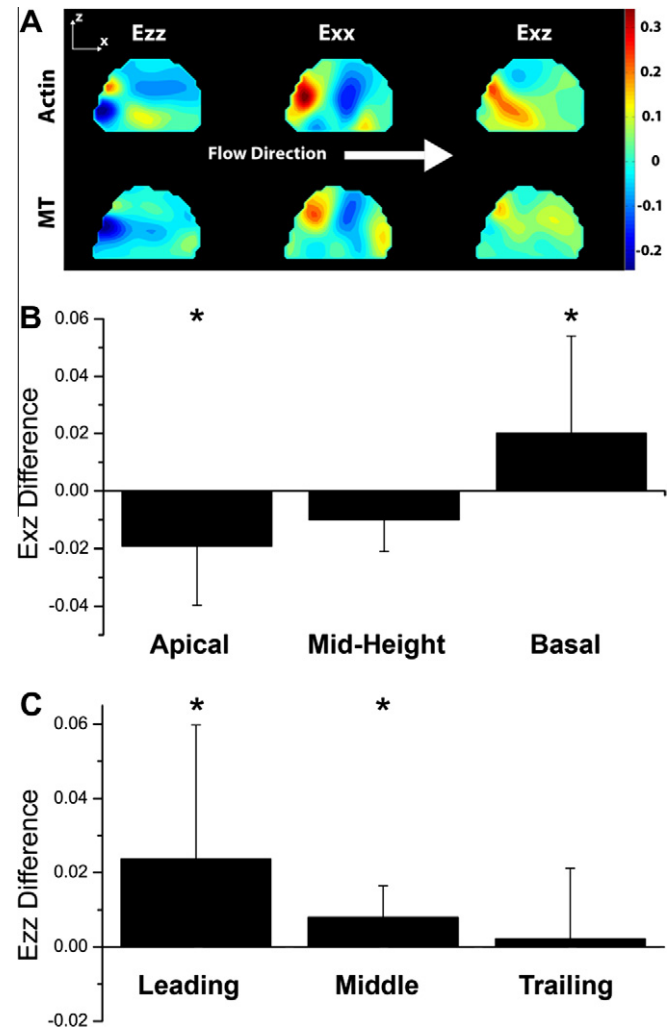 A
z
x
Ezz Exx Exz
Actin
Flow Direction
MT
0.3
0.2
0.1
0
-0.1
-0.2
B
* *
0.06
0.04
0.02
0.00
-0.02
-0.04
Exz Difference
Apical Mid-Height Basal
C
* *
0.06
0.04
0.02
0.00
-0.02
Ezz Difference
Leading Middle Trailing